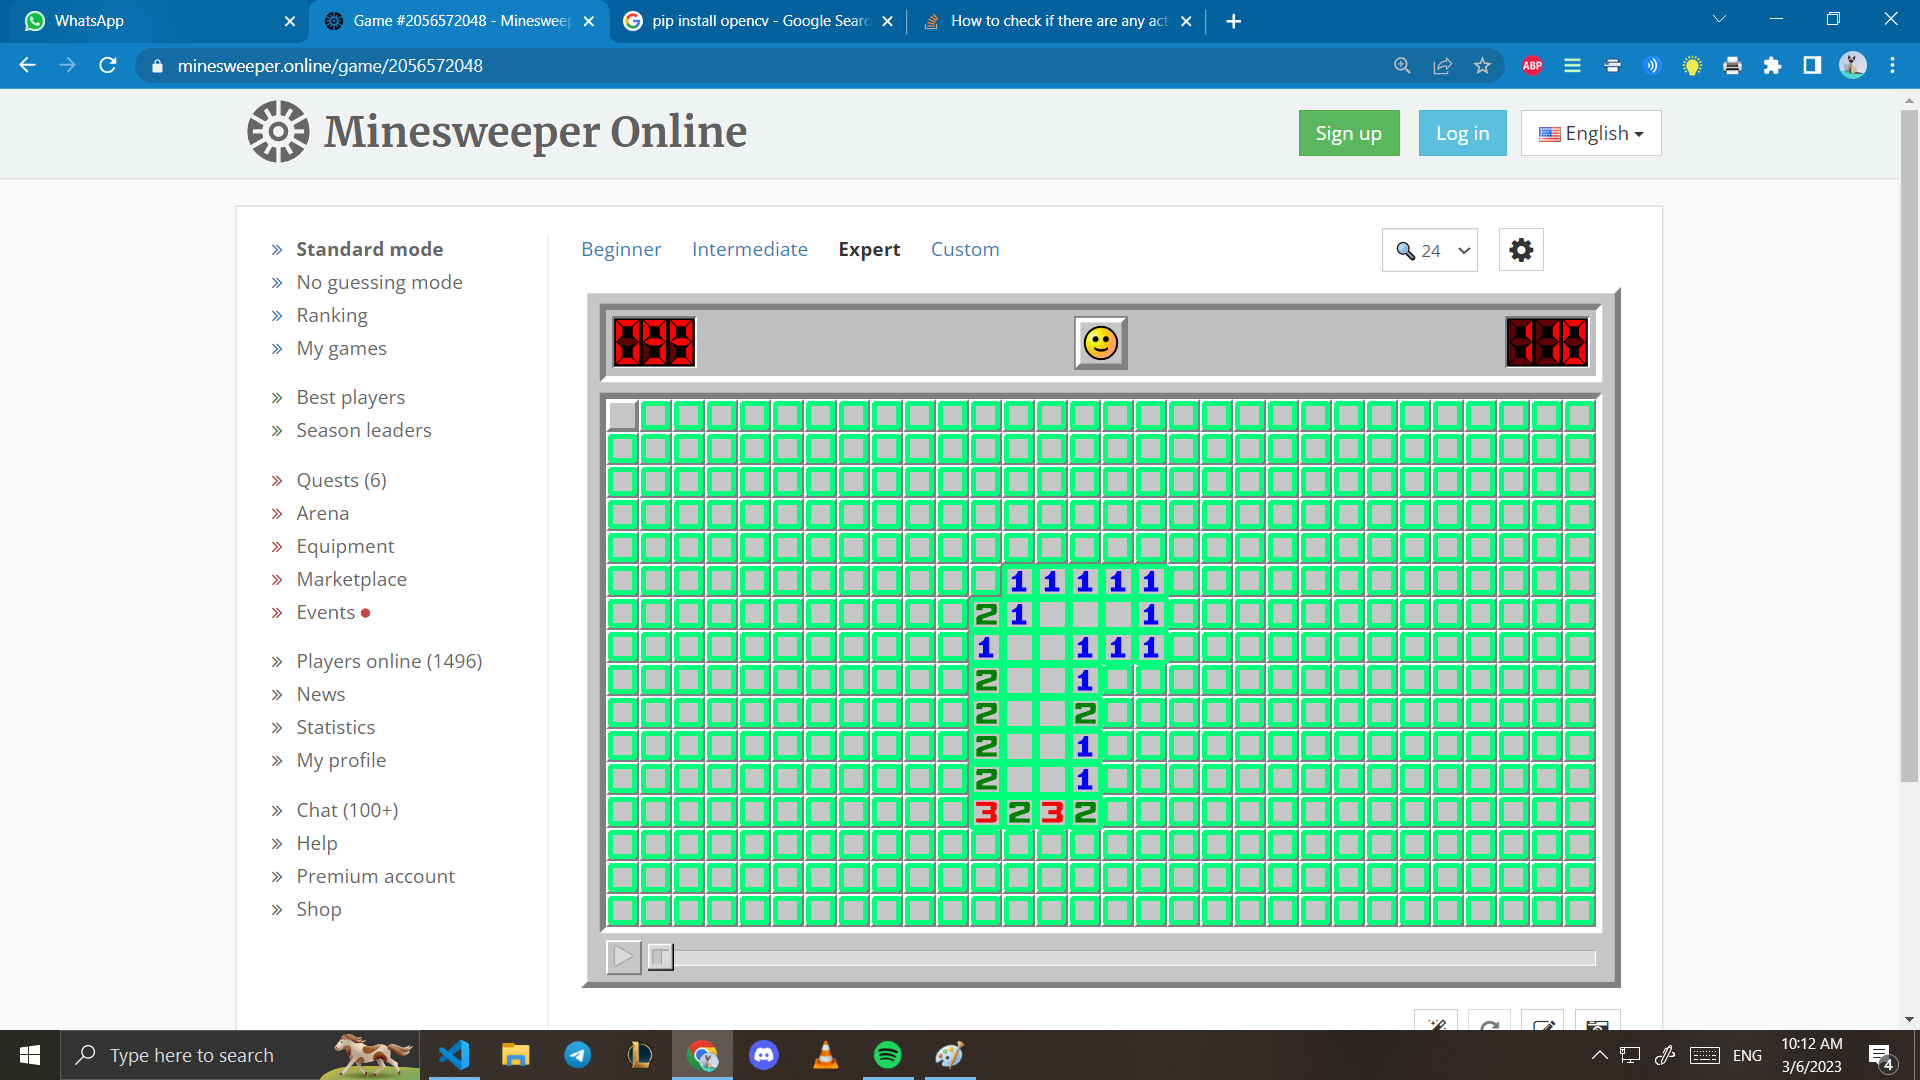 WhatsApp
Game #2056572048 - Minesweep
pip install opencv - Google Searc
How to check if there are any act
minesweeper.online/game/2056572048
ABP
Minesweeper Online
Sign up
Log in
English
Standard mode
No guessing mode
Ranking
My games
Best players
Season leaders
Quests (6)
Arena
Equipment
Marketplace
Events
Players online (1496)
News
Statistics
My profile
Chat (100+)
Help
Premium account
Shop
Beginner
Intermediate
Expert
Custom
24
1 1 1 1 1
2 1 1
1 1 1 1
2 1
2 2
2 1
2 1
3 2 3 2
Type here to search
ENG
10:12 AM
3/6/2023
4